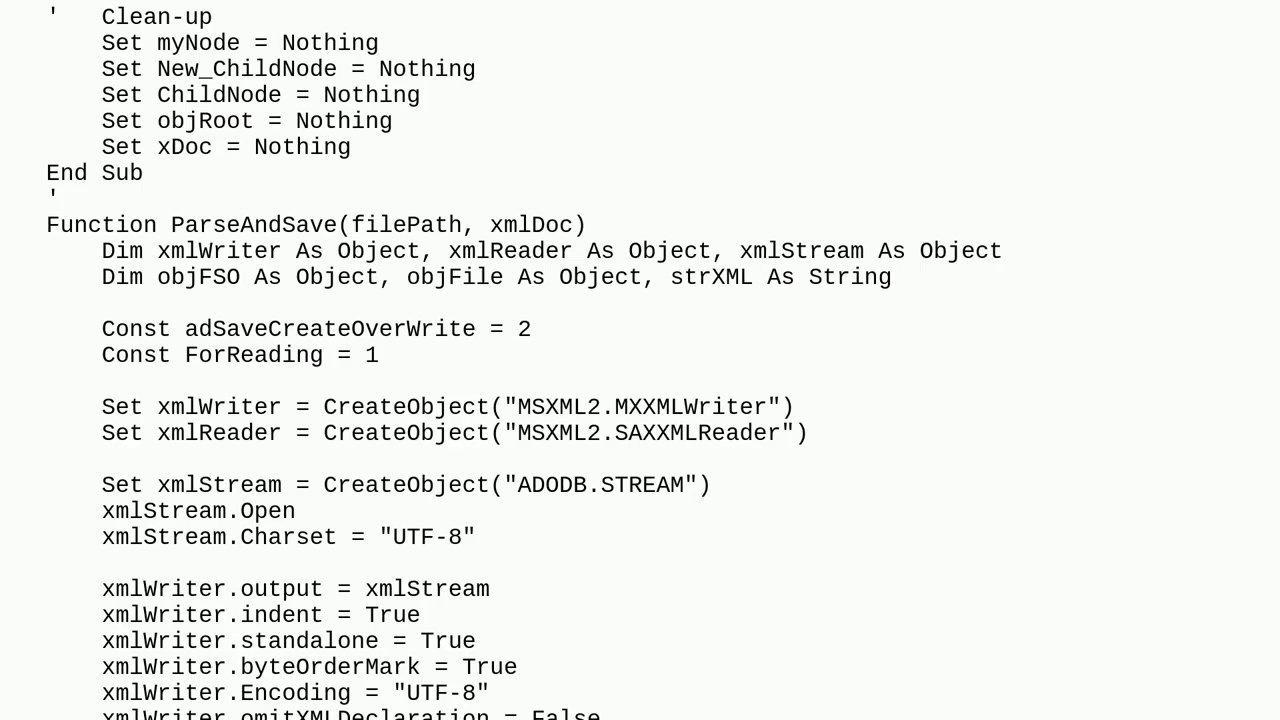 '   Clean-up
    Set myNode = Nothing
    Set New_ChildNode = Nothing
    Set ChildNode = Nothing
    Set objRoot = Nothing
    Set xDoc = Nothing
End Sub
'
Function ParseAndSave(filePath, xmlDoc)
    Dim xmlWriter As Object, xmlReader As Object, xmlStream As Object
    Dim objFSO As Object, objFile As Object, strXML As String

    Const adSaveCreateOverWrite = 2
    Const ForReading = 1

    Set xmlWriter = CreateObject("MSXML2.MXXMLWriter")
    Set xmlReader = CreateObject("MSXML2.SAXXMLReader")

    Set xmlStream = CreateObject("ADODB.STREAM")
    xmlStream.Open
    xmlStream.Charset = "UTF-8"

    xmlWriter.output = xmlStream
    xmlWriter.indent = True
    xmlWriter.standalone = True
    xmlWriter.byteOrderMark = True
    xmlWriter.Encoding = "UTF-8"
    xmlWriter.omitXMLDeclaration = False